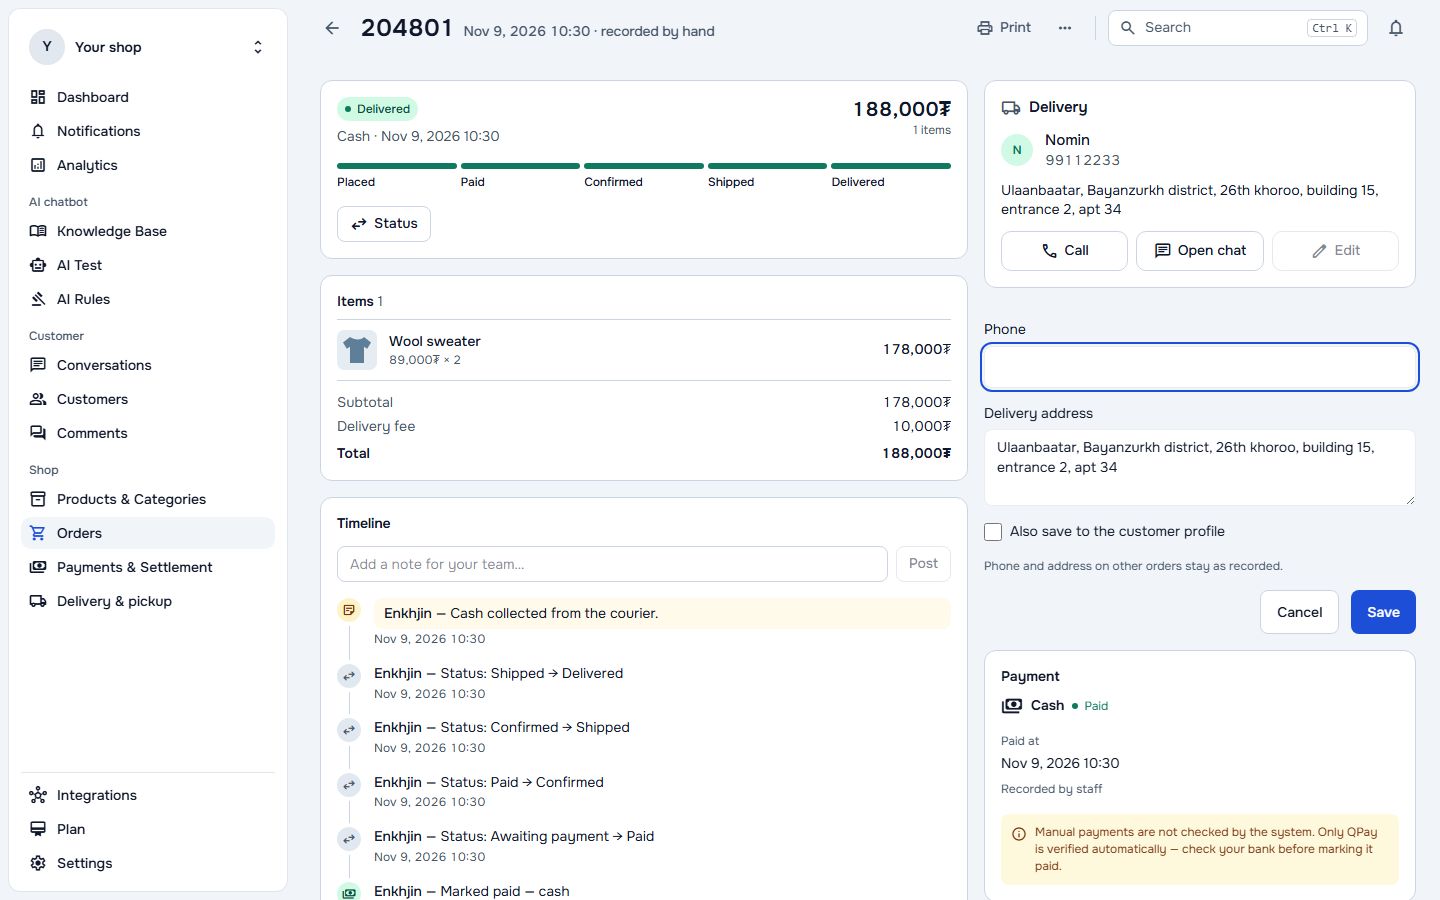 Y
Your shop
Dashboard
Notifications
Analytics
AI chatbot
Knowledge Base
AI Test
AI Rules
Customer
Conversations
Customers
Comments
Shop
Products & Categories
Orders
Payments & Settlement
Delivery & pickup
Integrations
Plan
Settings
204801 Nov 9, 2026 10:30 · recorded by hand
Print
Search
Ctrl K
Delivered
188,000₮
Cash · Nov 9, 2026 10:30
1 items
Placed
Paid
Confirmed
Shipped
Delivered
Status
Items 1
Wool sweater
89,000₮ × 2
178,000₮
Subtotal 178,000₮
Delivery fee 10,000₮
Total 188,000₮
Timeline
Add a note for your team...
Post
Enkhjin — Cash collected from the courier.
Nov 9, 2026 10:30
Enkhjin — Status: Shipped → Delivered
Nov 9, 2026 10:30
Enkhjin — Status: Confirmed → Shipped
Nov 9, 2026 10:30
Enkhjin — Status: Paid → Confirmed
Nov 9, 2026 10:30
Enkhjin — Status: Awaiting payment → Paid
Nov 9, 2026 10:30
Enkhjin — Marked paid — cash
Delivery
N
Nomin
99112233
Ulaanbaatar, Bayanzurkh district, 26th khoroo, building 15,
entrance 2, apt 34
Call
Open chat
Edit
Phone
Delivery address
Ulaanbaatar, Bayanzurkh district, 26th khoroo, building 15,
entrance 2, apt 34
Also save to the customer profile
Phone and address on other orders stay as recorded.
Cancel
Save
Payment
Cash
Paid
Paid at
Nov 9, 2026 10:30
Recorded by staff
Manual payments are not checked by the system. Only QPay
is verified automatically — check your bank before marking it
paid.